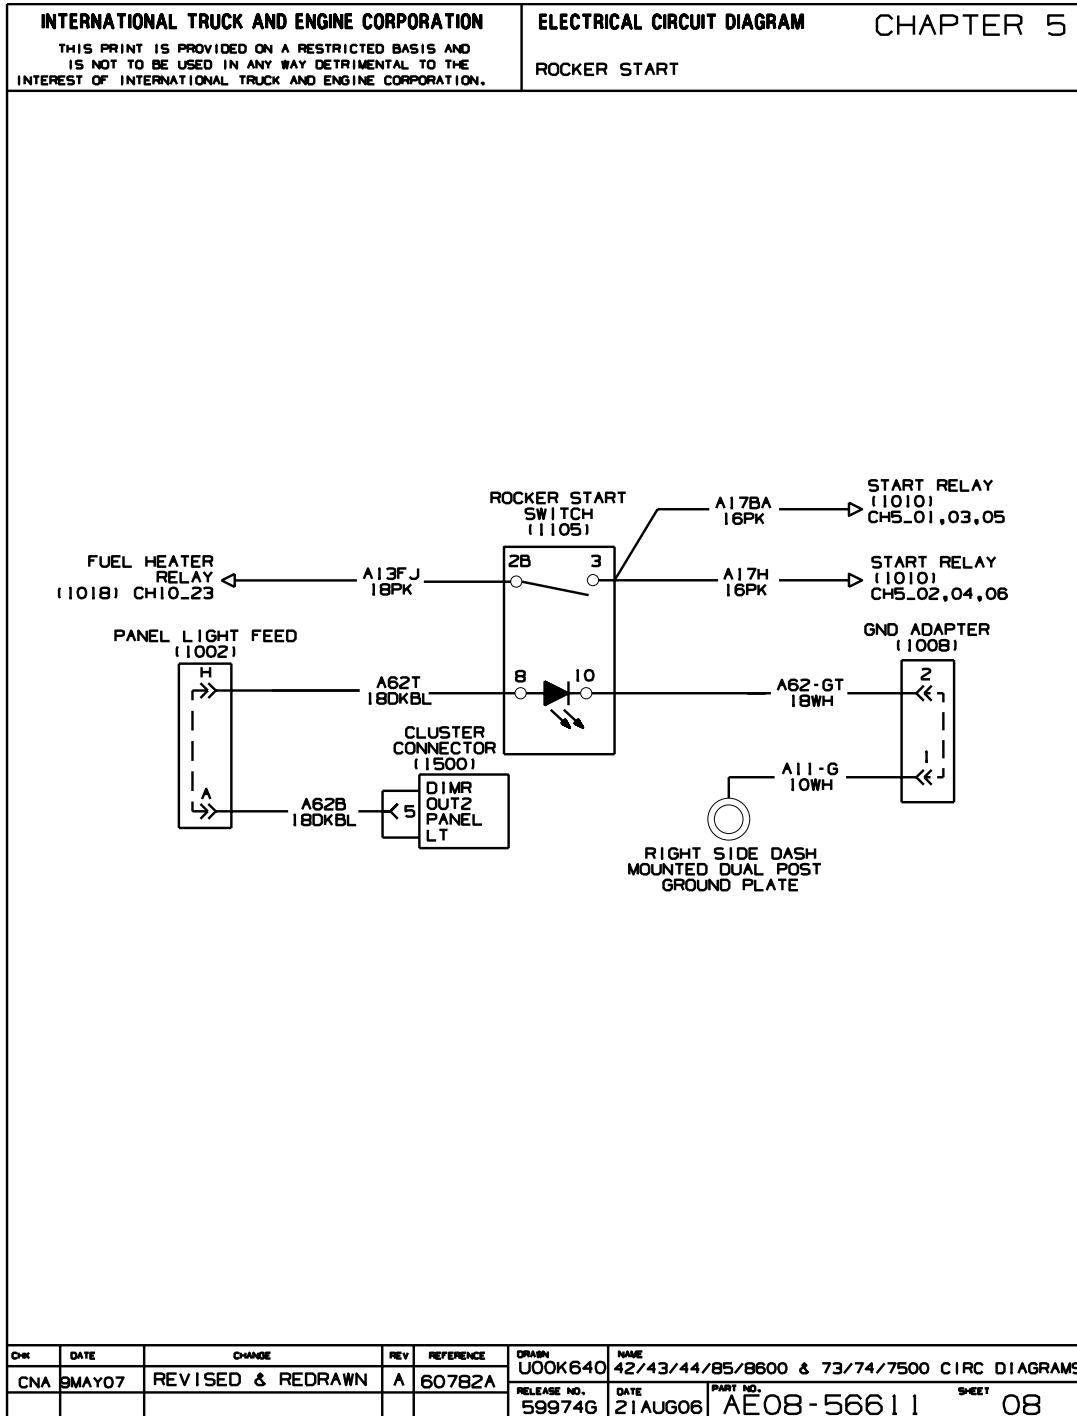 INTERNATIONAL TRUCK AND ENGINE CORPORATION
THIS PRINT IS PROVIDED ON A RESTRICTED BASIS AND
IS NOT TO BE USED IN ANY WAY DETRIMENTAL TO THE
INTEREST OF INTERNATIONAL TRUCK AND ENGINE CORPORATION.
ELECTRICAL CIRCUIT DIAGRAM
CHAPTER 5
ROCKER START
ROCKER START
SWITCH
(1105)
2B
3
8
10
A17BA
16PK
START RELAY
(1010)
CH5_01,03,05
FUEL HEATER
RELAY
(1018) CH10_23
A13FJ
18PK
A17H
16PK
START RELAY
(1010)
CH5_02,04,06
PANEL LIGHT FEED
(1002)
H
A
A62T
18DKBL
A62-GT
18WH
GND ADAPTER
(1008)
2
1
CLUSTER
CONNECTOR
(1500)
A62B
18DKBL
5
DIMR
OUT2
PANEL
LT
A11-G
10WH
RIGHT SIDE DASH
MOUNTED DUAL POST
GROUND PLATE
CHK
DATE
CHANGE
REV
REFERENCE
CNA
9MAY07
REVISED & REDRAWN
A
60782A
DRAWN
U00K640
NAME
42/43/44/85/8600 & 73/74/7500 CIRC DIAGRAMS
RELEASE NO.
59974G
DATE
21AUG06
PART NO.
AE08-56611
SHEET
08